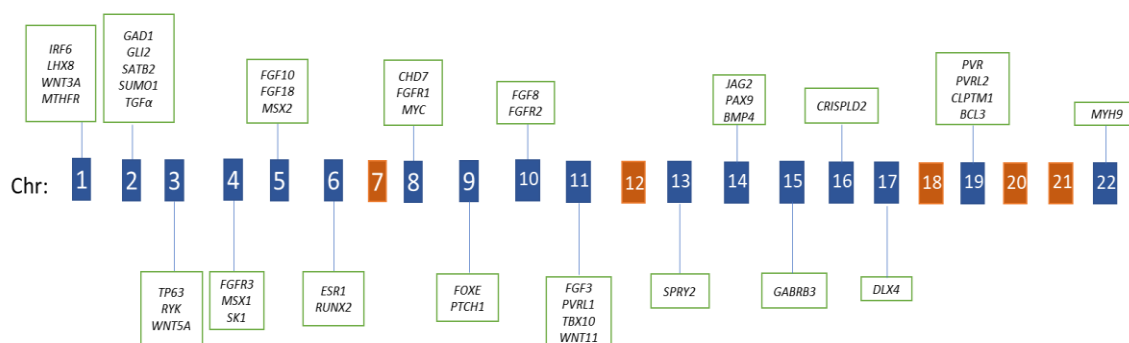 IRF6
LHX8
WNT3A
MTHFR
GAD1
GLI2
SATB2
SUMO1
TGFα
FGF10
FGF18
MSX2
CHD7
FGFR1
MYC
FGF8
FGFR2
JAG2
PAX9
BMP4
CRISPLD2
PVR
PVRL2
CLPTM1
BCL3
MYH9
Chr: 1 2 3 4 5 6 7 8 9 10 11 12 13 14 15 16 17 18 19 20 21 22
TP63
RYK
WNT5A
FGFR3
MSX1
SK1
ESR1
RUNX2
FOXE
PTCH1
FGF3
PVRL1
TBX10
WNT11
SPRY2
GABRB3
DLX4